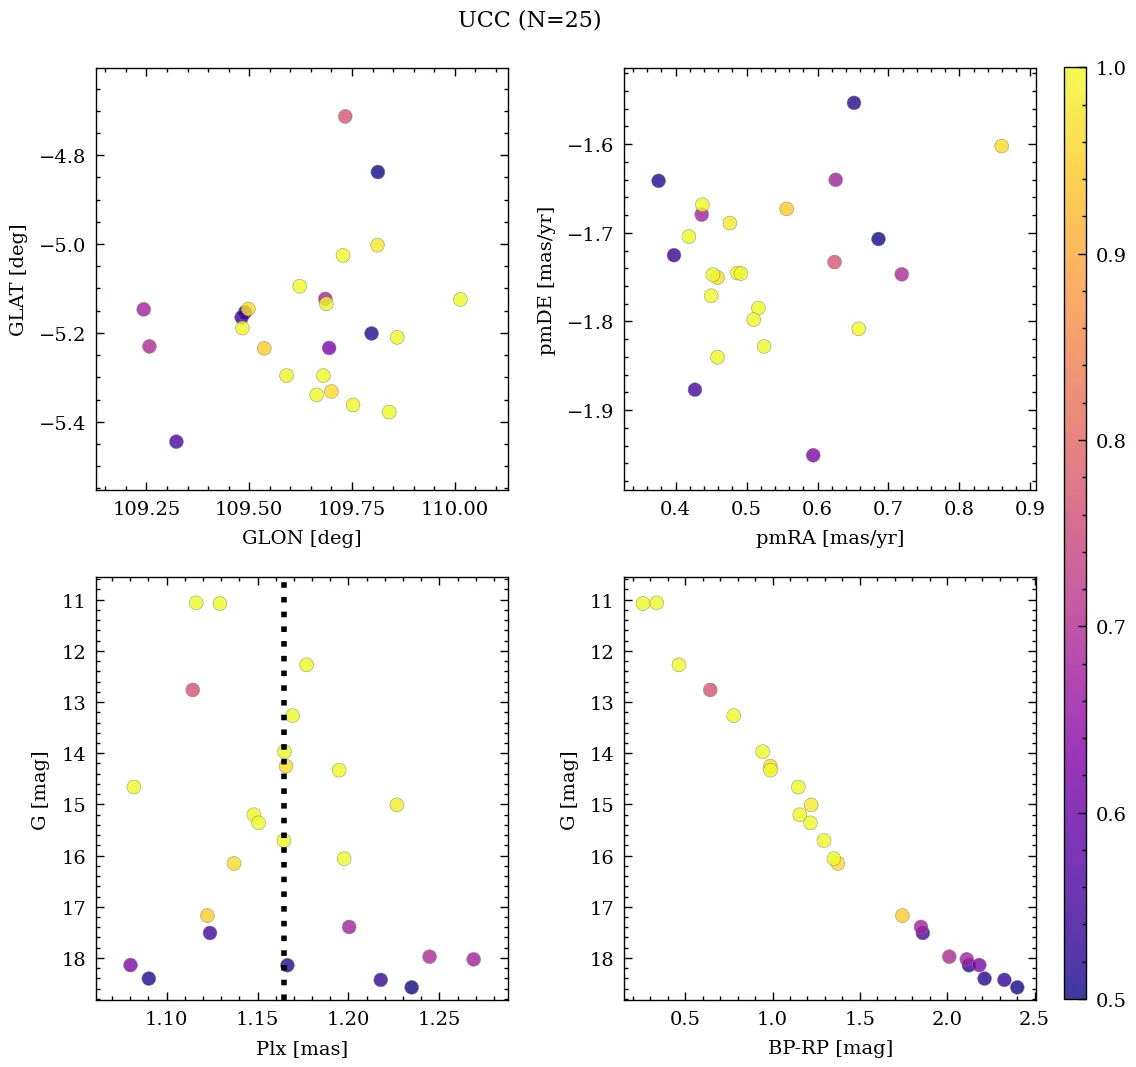 UCC (N=25)
−4.8
−5.0
−5.2
−5.4
GLAT [deg]
109.25 109.50 109.75 110.00
GLON [deg]
−1.6
−1.7
−1.8
−1.9
pmDE [mas/yr]
0.4 0.5 0.6 0.7 0.8 0.9
pmRA [mas/yr]
11
12
13
14
15
16
17
18
G [mag]
1.10 1.15 1.20 1.25
Plx [mas]
11
12
13
14
15
16
17
18
G [mag]
0.5 1.0 1.5 2.0 2.5
BP-RP [mag]
1.0
0.9
0.8
0.7
0.6
0.5